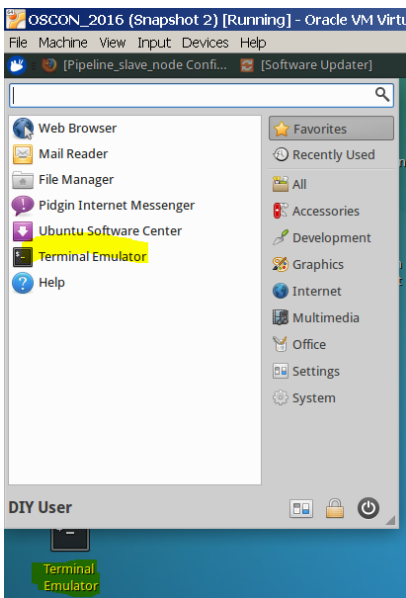 OSCON_2016 (Snapshot 2) [Running] - Oracle VM Virtu
File Machine View Input Devices Help
[Pipeline_slave_node Confi... [Software Updater]
Web Browser
Mail Reader
File Manager
Pidgin Internet Messenger
Ubuntu Software Center
Terminal Emulator
Help
Favorites
Recently Used
All
Accessories
Development
Graphics
Internet
Multimedia
Office
Settings
System
DIY User
Terminal
Emulator